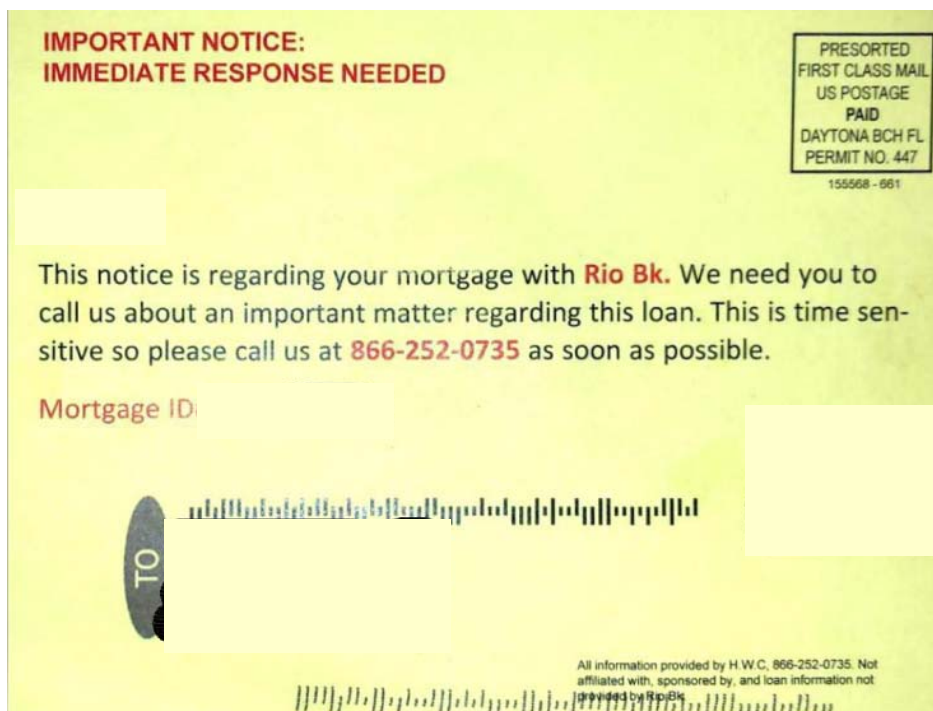 IMPORTANT NOTICE:
IMMEDIATE RESPONSE NEEDED
PRESORTED
FIRST CLASS MAIL
US POSTAGE
PAID
DAYTONA BCH FL
PERMIT NO. 447
155568 - 661
This notice is regarding your mortgage with Rio Bk. We need you to
call us about an important matter regarding this loan. This is time sen-
sitive so please call us at 866-252-0735 as soon as possible.
Mortgage ID
TO
All information provided by H.W.C, 866-252-0735. Not
affiliated with, sponsored by, and loan information not
provided by Rio Bk